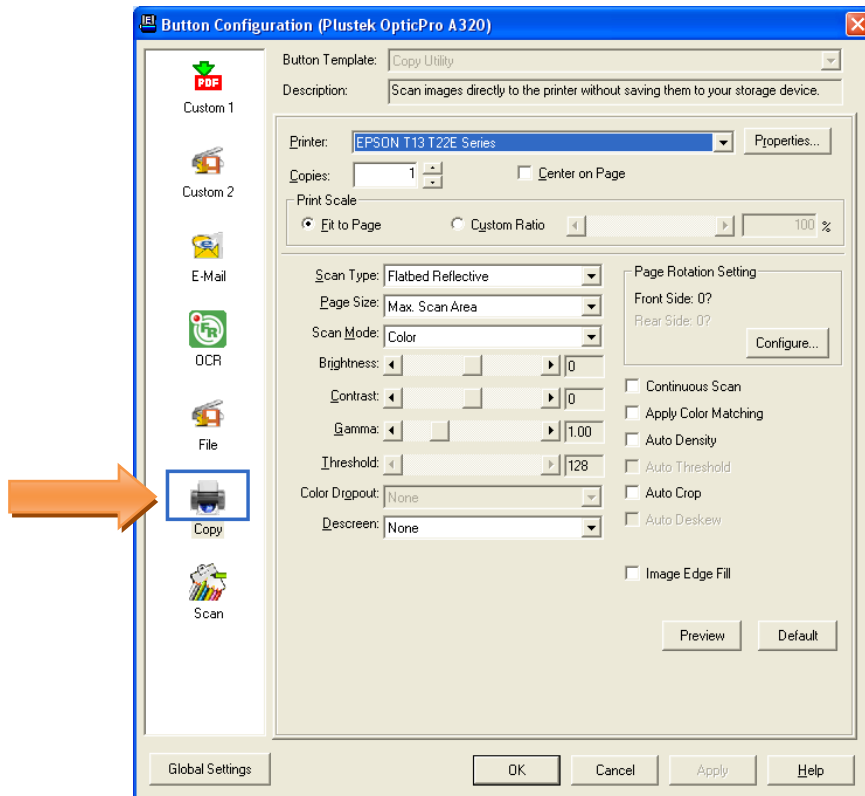 Button Configuration (Plustek OpticPro A320)
Button Template: Copy Utility
Description: Scan images directly to the printer without saving them to your storage device.
PDF
Custom 1
Custom 2
E-Mail
FR
OCR
File
Copy
Scan
Printer: EPSON T13 T22E Series Properties...
Copies: 1 Center on Page
Print Scale
Fit to Page Custom Ratio 100 %
Scan Type: Flatbed Reflective
Page Size: Max. Scan Area
Scan Mode: Color
Brightness: 0
Contrast: 0
Gamma: 1.00
Threshold: 128
Color Dropout: None
Descreen: None
Page Rotation Setting
Front Side: 0?
Rear Side: 0?
Configure...
Continuous Scan
Apply Color Matching
Auto Density
Auto Threshold
Auto Crop
Auto Deskew
Image Edge Fill
Preview Default
Global Settings OK Cancel Apply Help